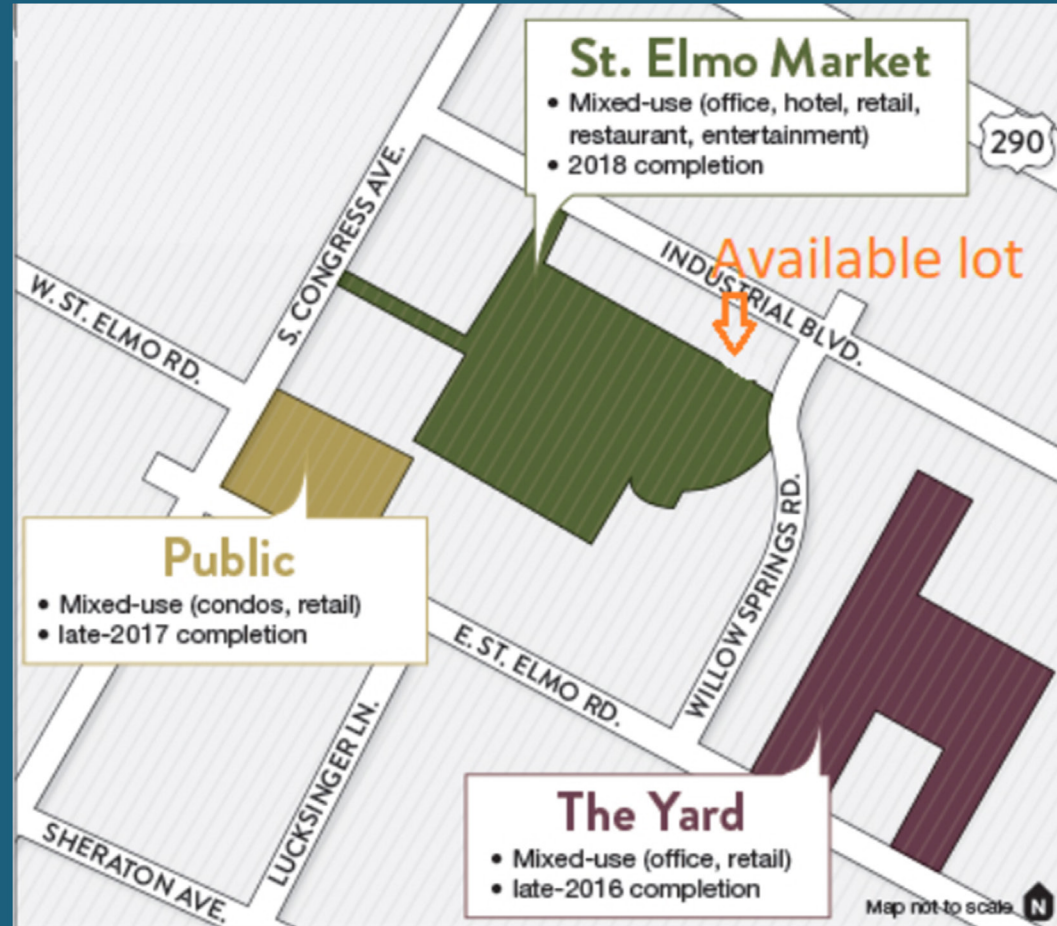 St. Elmo Market
• Mixed-use (office, hotel, retail,
restaurant, entertainment)
• 2018 completion
290
Available lot
INDUSTRIAL BLVD.
S. CONGRESS AVE.
W. ST. ELMO RD.
WILLOW SPRINGS RD.
Public
• Mixed-use (condos, retail)
• late-2017 completion
E. ST. ELMO RD.
LUCKSINGER LN.
The Yard
• Mixed-use (office, retail)
• late-2016 completion
SHERATON AVE.
Map not to scale
N